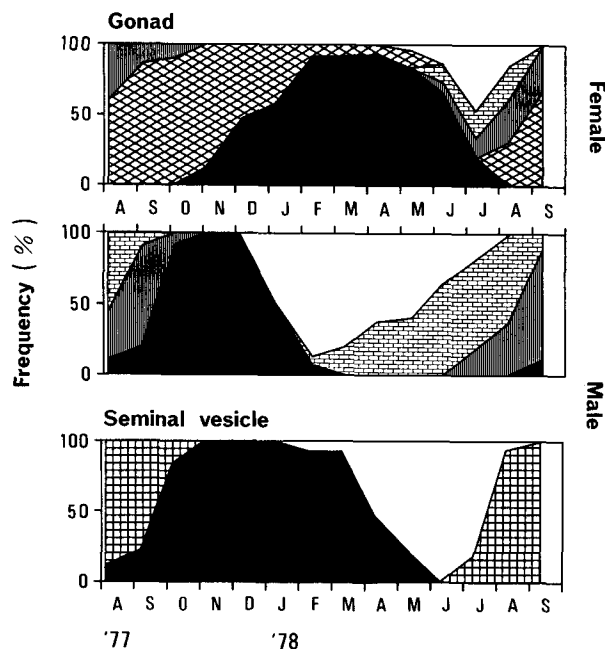 Gonad
100
50
0
A S O N D J F M A M J J A S
Female
100
50
0
Frequency (%)
Male
Seminal vesicle
100
50
0
A S O N D J F M A M J J A S
'77 '78